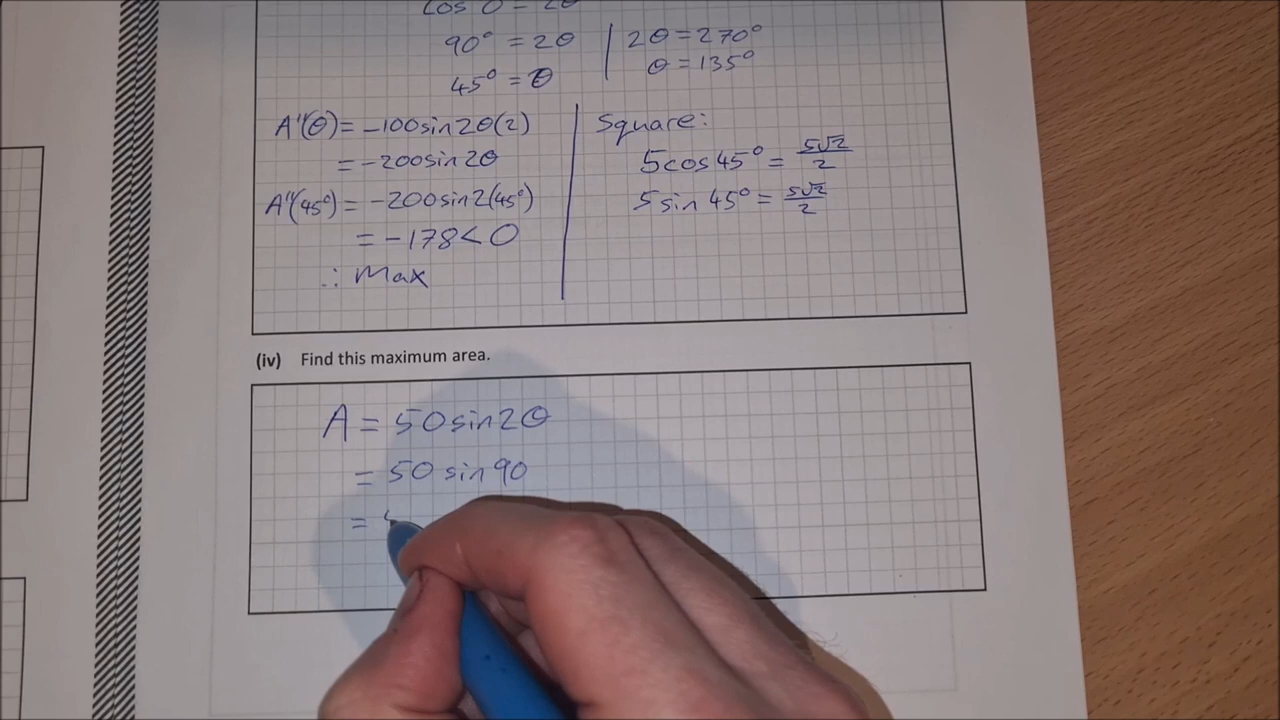 90° = 2θ | 2θ = 270°
45° = θ | θ = 135°
A''(θ) = -100sin2θ(2)
= -200sin2θ
A''(45°) = -200sin2(45°)
= -178 < 0
∴ Max
Square:
5cos45° = 5√2/2
5sin45° = 5√2/2
(iv) Find this maximum area.
A = 50sin2θ
= 50 sin 90
=